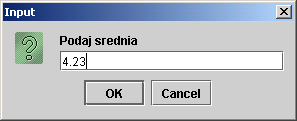 Input
Podaj srednia
4.23
OK Cancel